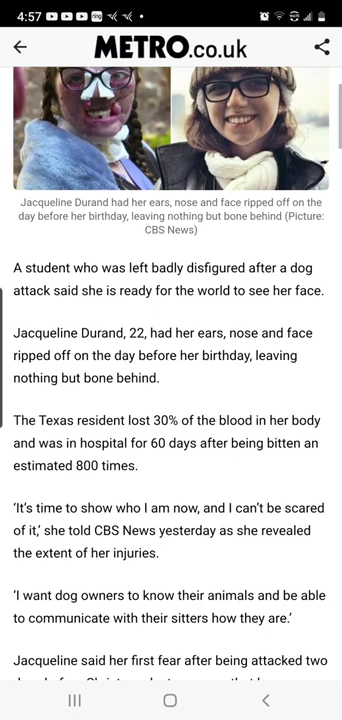 4:57
ring
METRO.co.uk
Jacqueline Durand had her ears, nose and face ripped off on the
day before her birthday, leaving nothing but bone behind (Picture:
CBS News)
A student who was left badly disfigured after a dog
attack said she is ready for the world to see her face.
Jacqueline Durand, 22, had her ears, nose and face
ripped off on the day before her birthday, leaving
nothing but bone behind.
The Texas resident lost 30% of the blood in her body
and was in hospital for 60 days after being bitten an
estimated 800 times.
‘It’s time to show who I am now, and I can’t be scared
of it,’ she told CBS News yesterday as she revealed
the extent of her injuries.
‘I want dog owners to know their animals and be able
to communicate with their sitters how they are.’
Jacqueline said her first fear after being attacked two